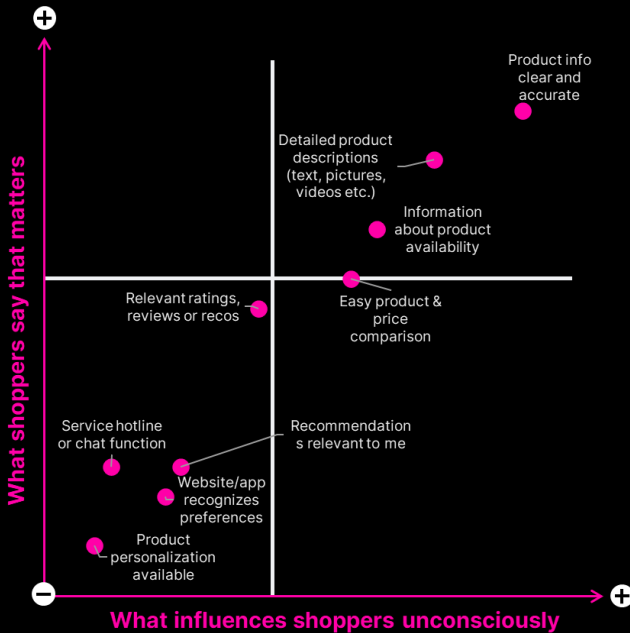 Product info
clear and
accurate
Detailed product
descriptions
(text, pictures,
videos etc.)
Information
about product
availability
Relevant ratings,
reviews or recos
Easy product &
price
comparison
Service hotline
or chat function
Recommendation
s relevant to me
Website/app
recognizes
preferences
Product
personalization
available
What shoppers say that matters
What influences shoppers unconsciously